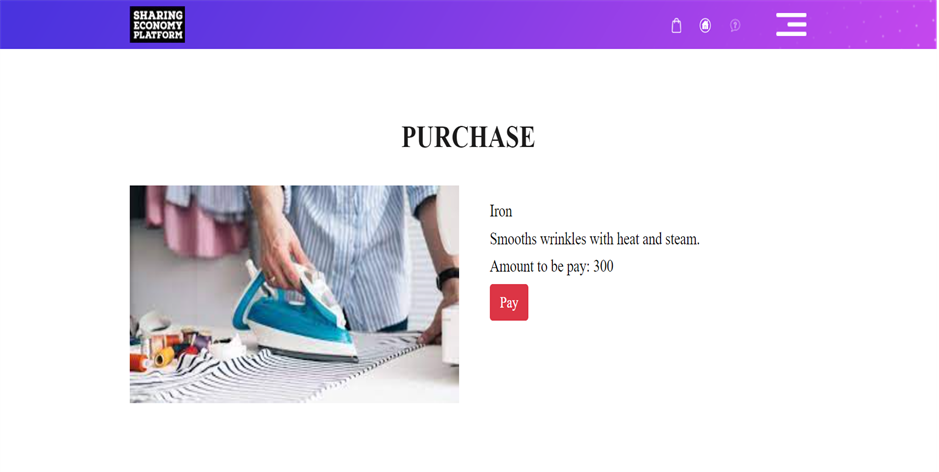 SHARING
ECONOMY
PLATFORM
PURCHASE
Iron
Smooths wrinkles with heat and steam.
Amount to be pay: 300
Pay